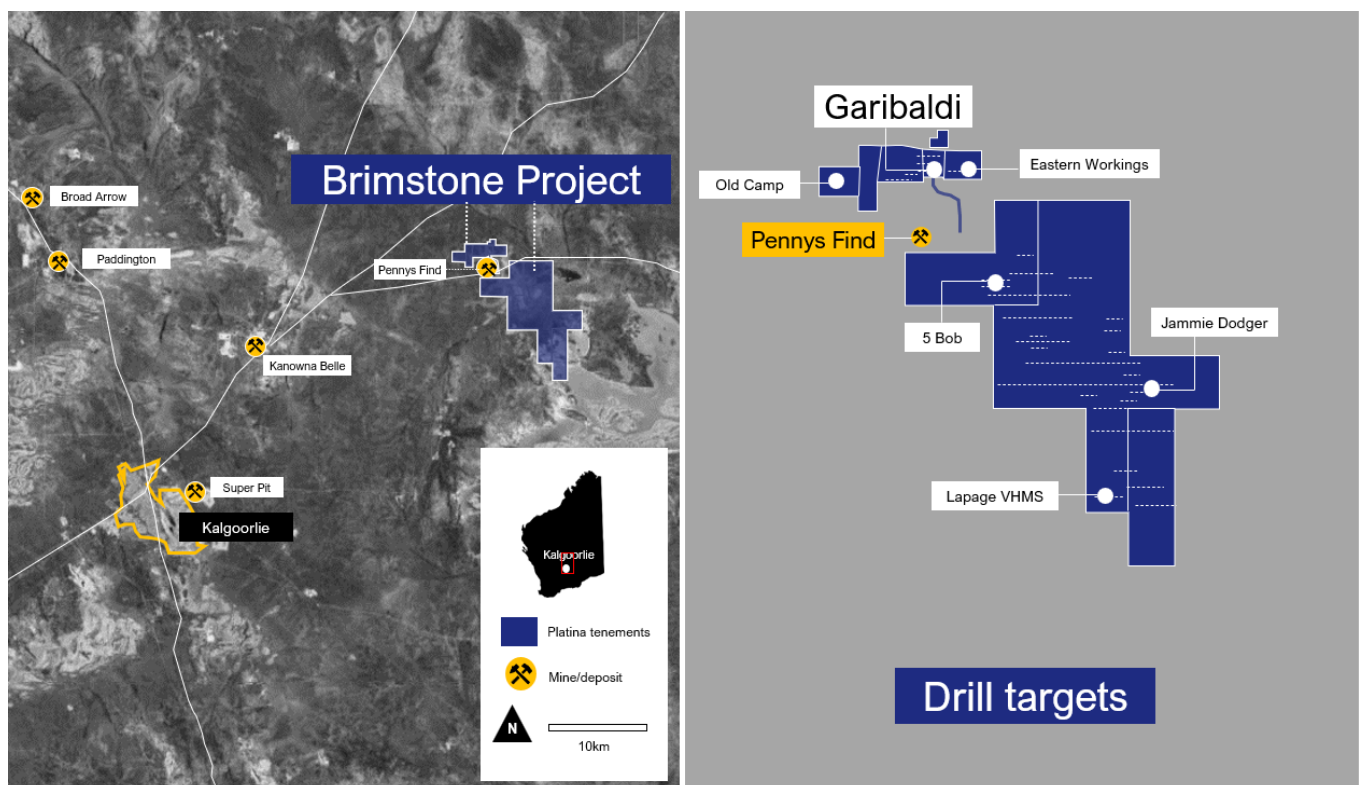 Brimstone Project
Broad Arrow
Paddington
Pennys Find
Kanowna Belle
Super Pit
Kalgoorlie
Kalgoorlie
Platina tenements
Mine/deposit
N
10km
Garibaldi
Eastern Workings
Old Camp
Pennys Find
5 Bob
Jammie Dodger
Lapage VHMS
Drill targets